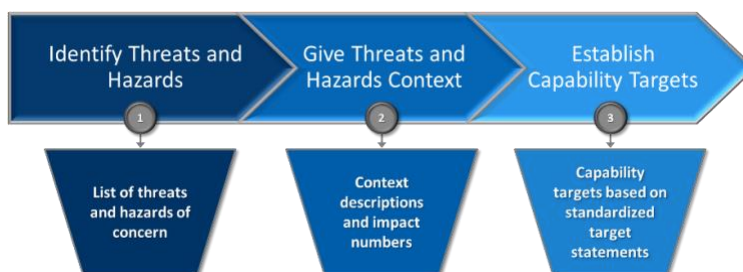 Identify Threats and
Hazards
Give Threats and
Hazards Context
Establish
Capability Targets
1
2
3
List of threats
and hazards of
concern
Context
descriptions
and impact
numbers
Capability
targets based on
standardized
target
statements